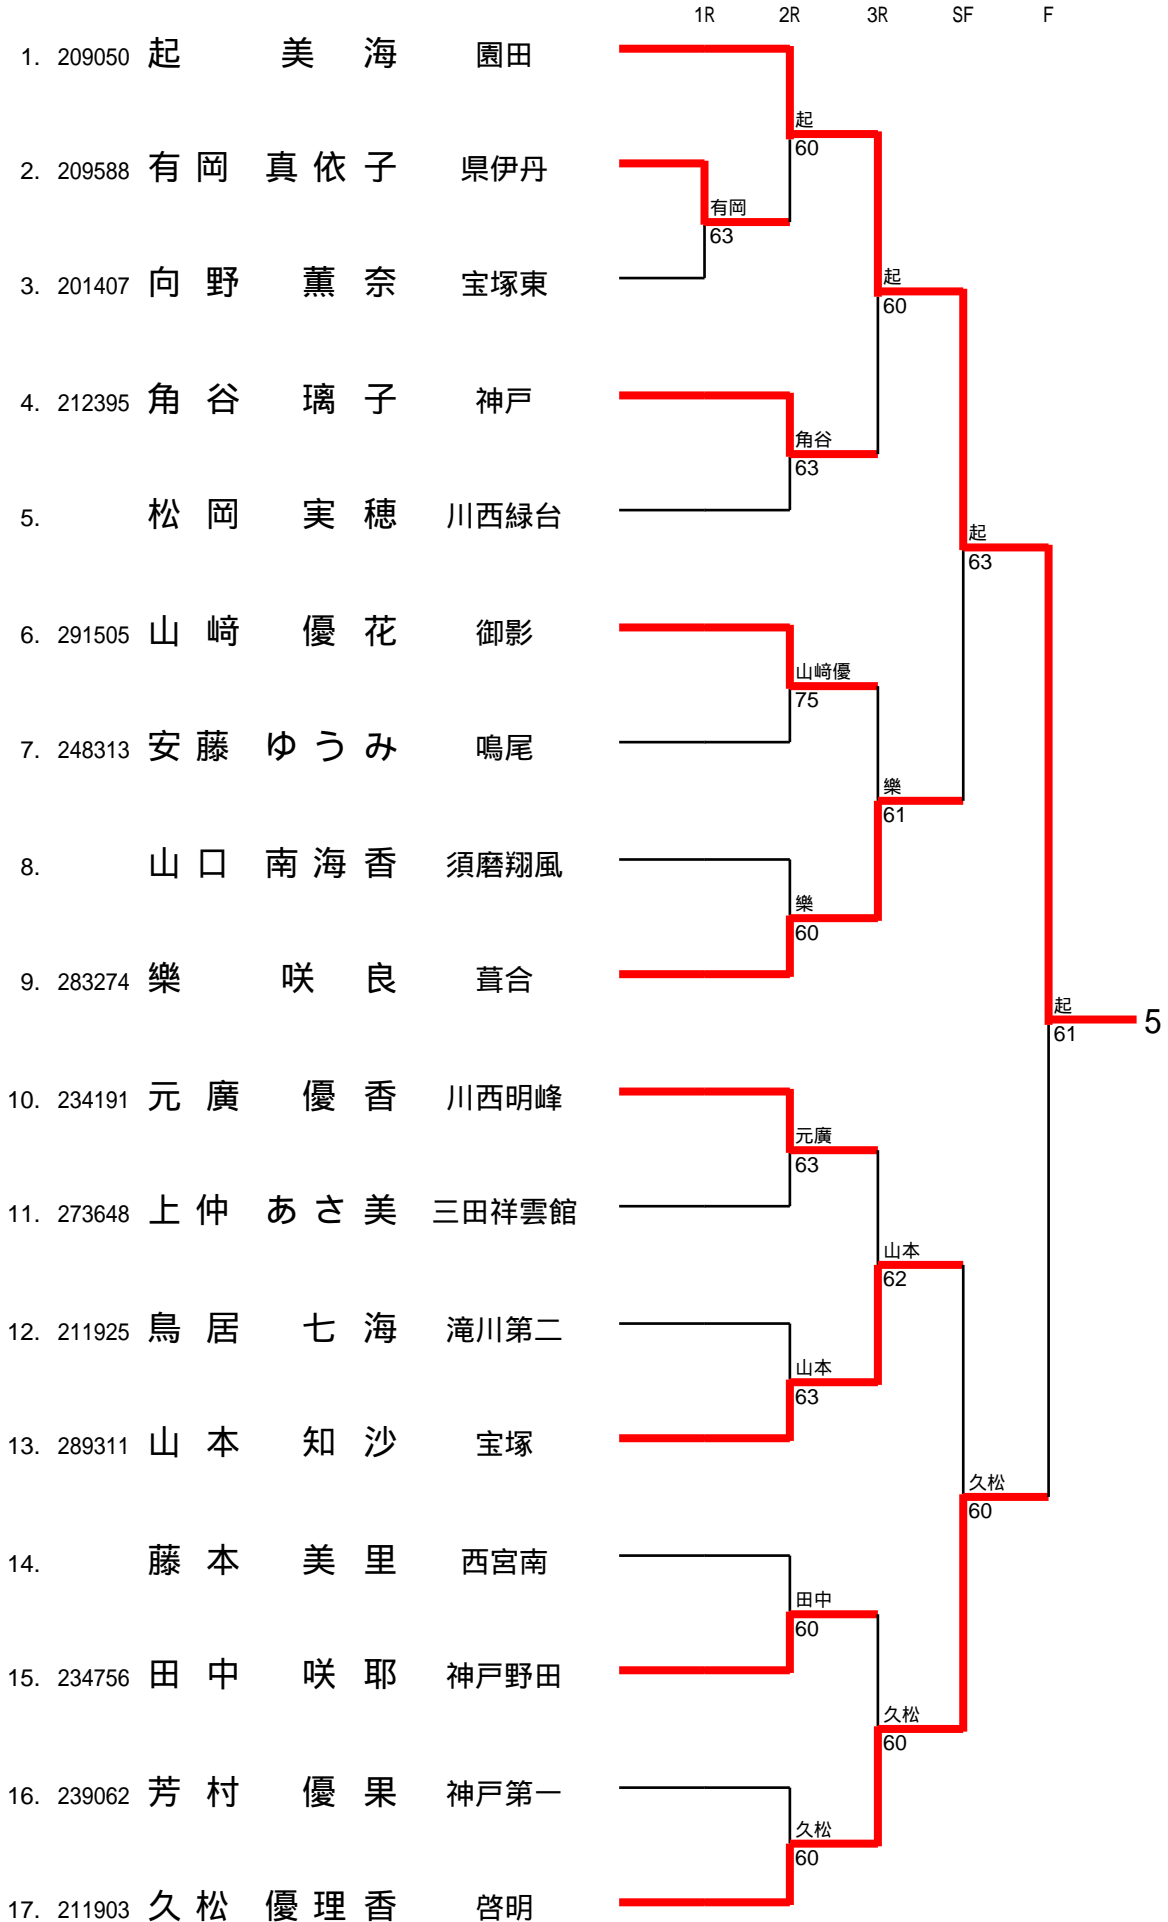 1R 2R 3R SF F
1. 209050 起 美 海 園田
起
60
2. 209588 有 岡 真 依 子 県伊丹
有岡
63
3. 201407 向 野 薫 奈 宝塚東
起
60
4. 212395 角 谷 璃 子 神戸
角谷
63
5. 松 岡 実 穂 川西緑台
起
63
6. 291505 山 﨑 優 花 御影
山﨑優
75
7. 248313 安 藤 ゆ う み 鳴尾
樂
61
8. 山 口 南 海 香 須磨翔風
樂
60
9. 283274 樂 咲 良 葺合
起
61
5
10. 234191 元 廣 優 香 川西明峰
元廣
63
11. 273648 上 仲 あ さ 美 三田祥雲館
山本
62
12. 211925 鳥 居 七 海 滝川第二
山本
63
13. 289311 山 本 知 沙 宝塚
久松
60
14. 藤 本 美 里 西宮南
田中
60
15. 234756 田 中 咲 耶 神戸野田
久松
60
16. 239062 芳 村 優 果 神戸第一
久松
60
17. 211903 久 松 優 理 香 啓明